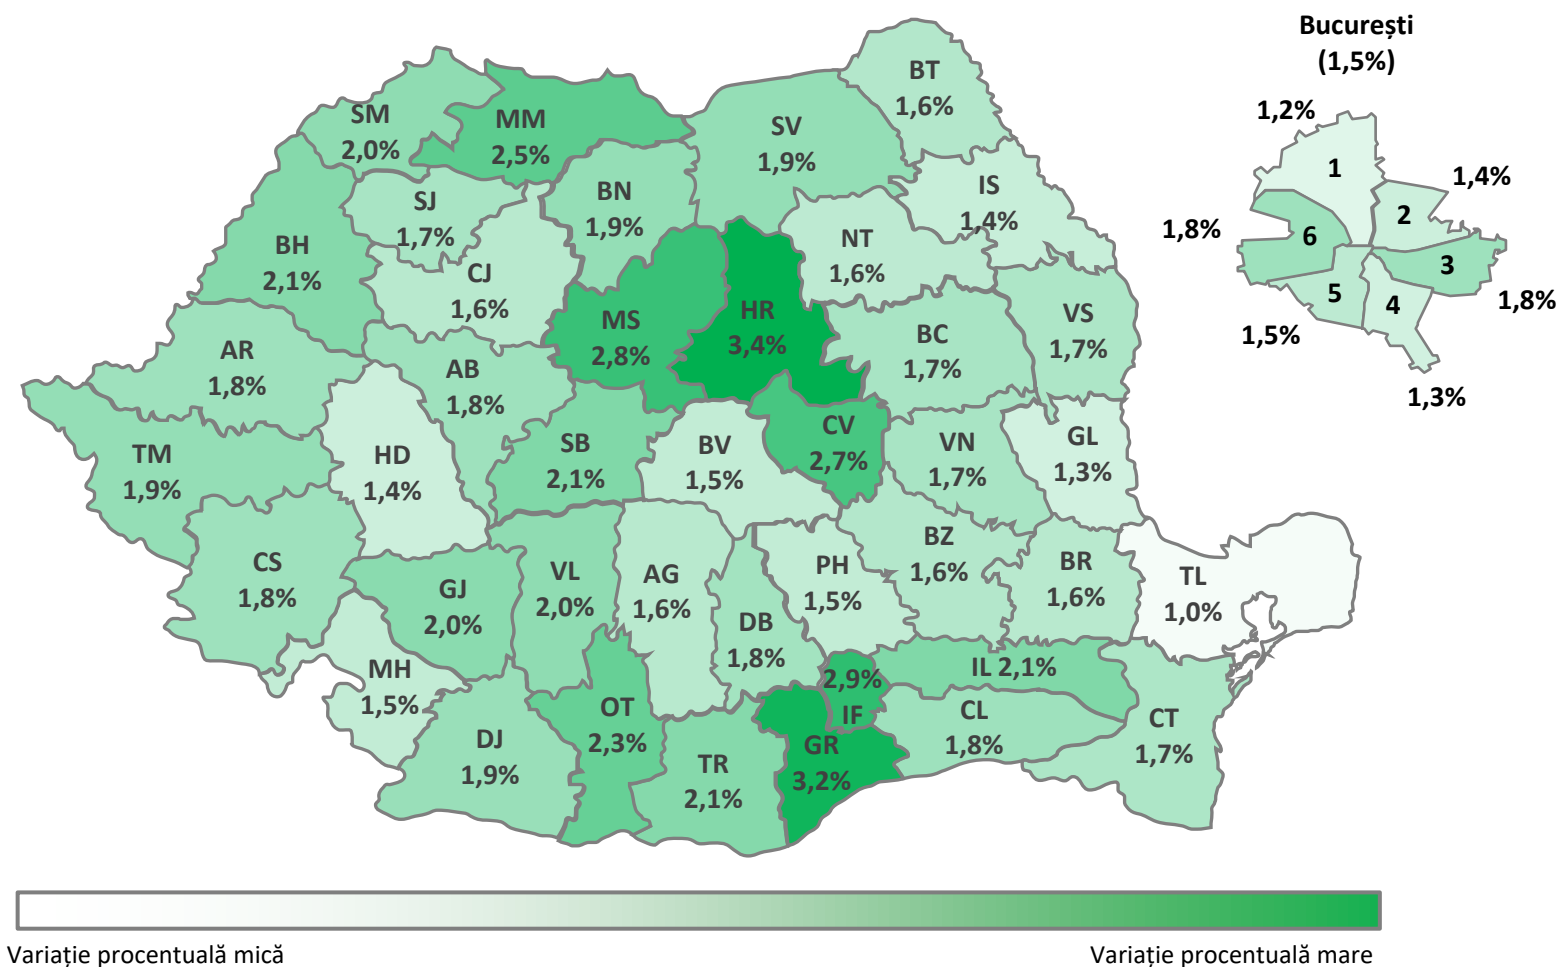 București
(1,5%)
1,2%
1
1,4%
2
1,8%
6
3
1,8%
5
4
1,5%
1,3%
BT
1,6%
SM
2,0%
MM
2,5%
SV
1,9%
BN
1,9%
IS
1,4%
SJ
1,7%
BH
2,1%
NT
1,6%
CJ
1,6%
MS
2,8%
HR
3,4%
VS
1,7%
BC
1,7%
AR
1,8%
AB
1,8%
CV
2,7%
GL
1,3%
TM
1,9%
HD
1,4%
SB
2,1%
BV
1,5%
VN
1,7%
CS
1,8%
GJ
2,0%
VL
2,0%
AG
1,6%
PH
1,5%
BZ
1,6%
BR
1,6%
TL
1,0%
DB
1,8%
MH
1,5%
2,9%
IF
IL 2,1%
OT
2,3%
CL
1,8%
CT
1,7%
DJ
1,9%
TR
2,1%
GR
3,2%
Variație procentuală mică
Variație procentuală mare